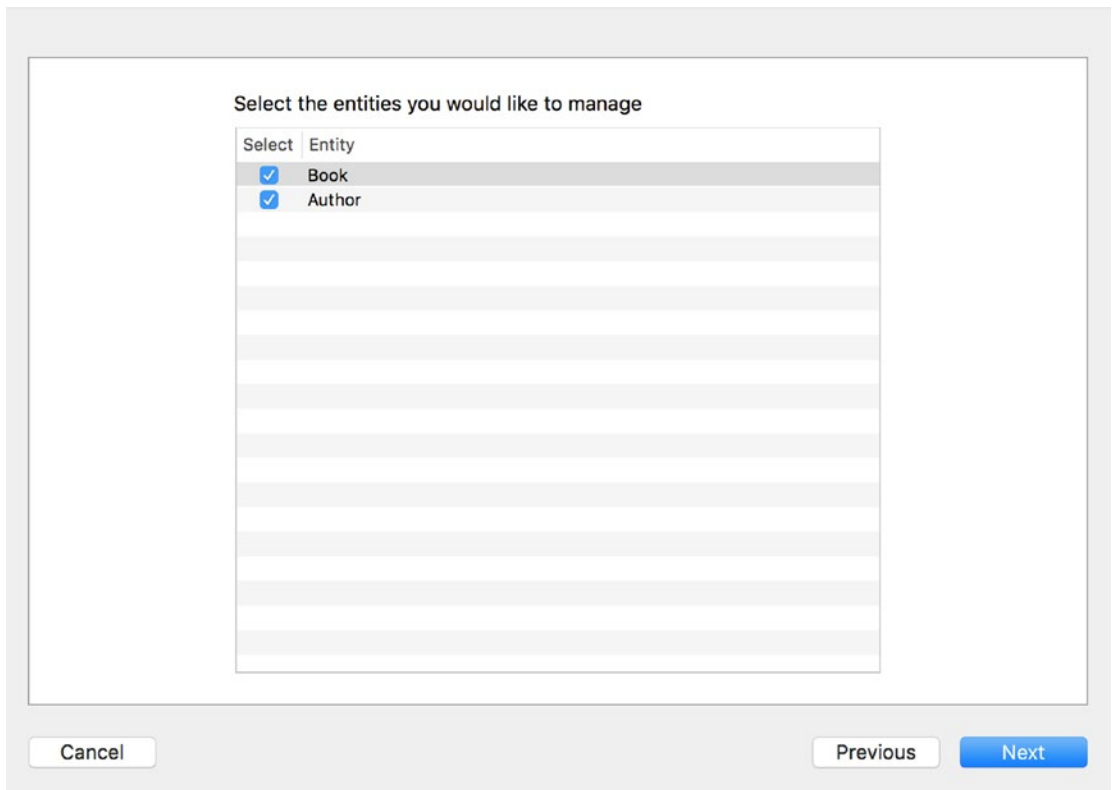 Select the entities you would like to manage
Select Entity
Book
Author
Cancel Previous Next